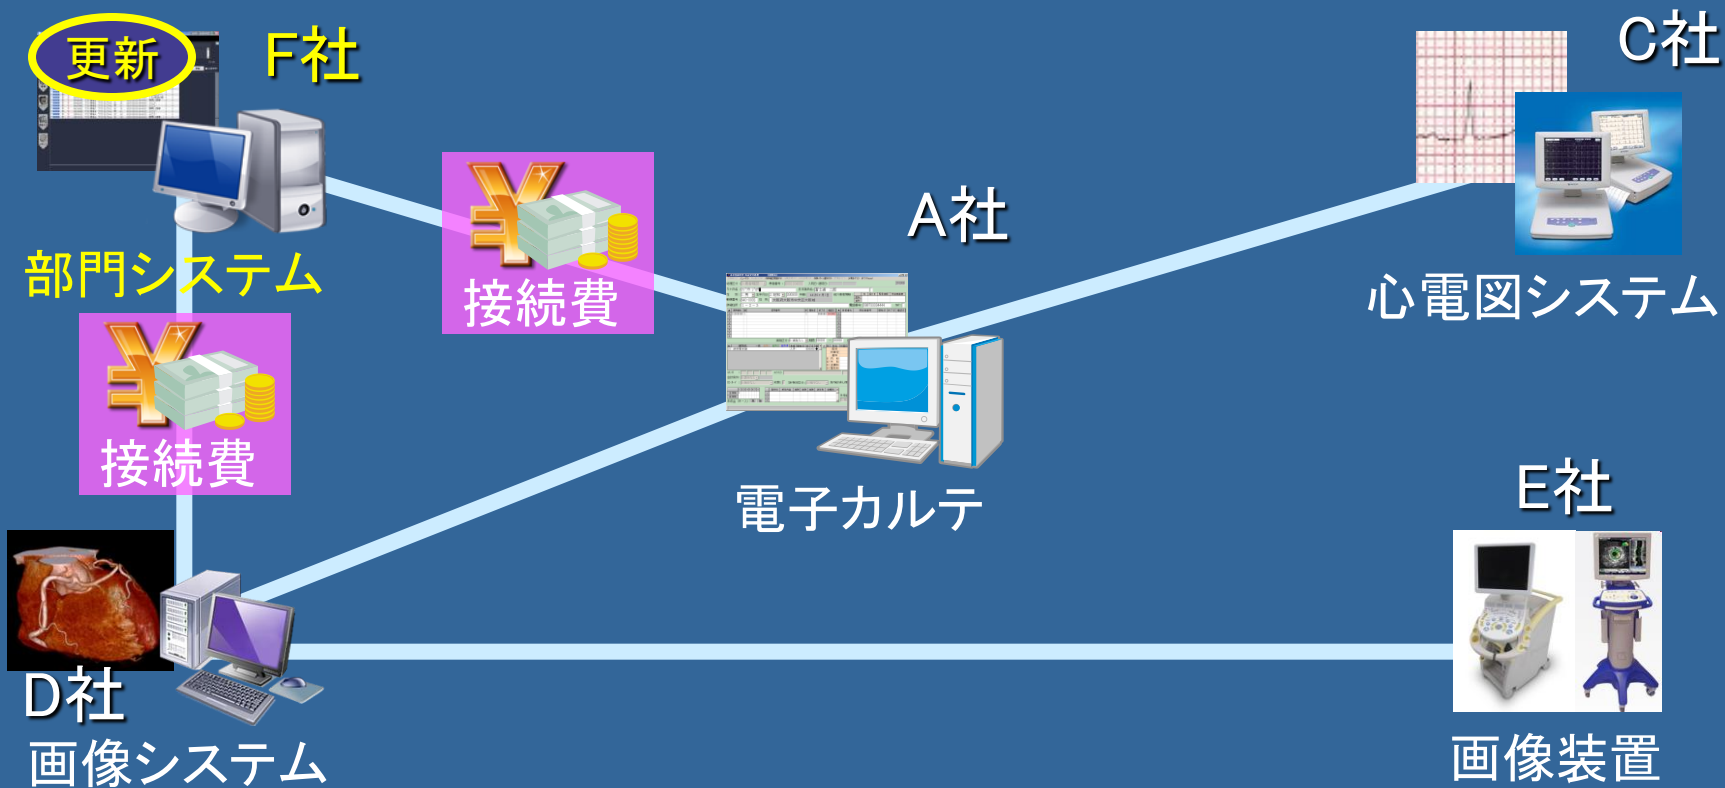 更新
F社
部門システム
接続費
接続費
A社
電子カルテ
C社
心電図システム
D社
画像システム
E社
画像装置